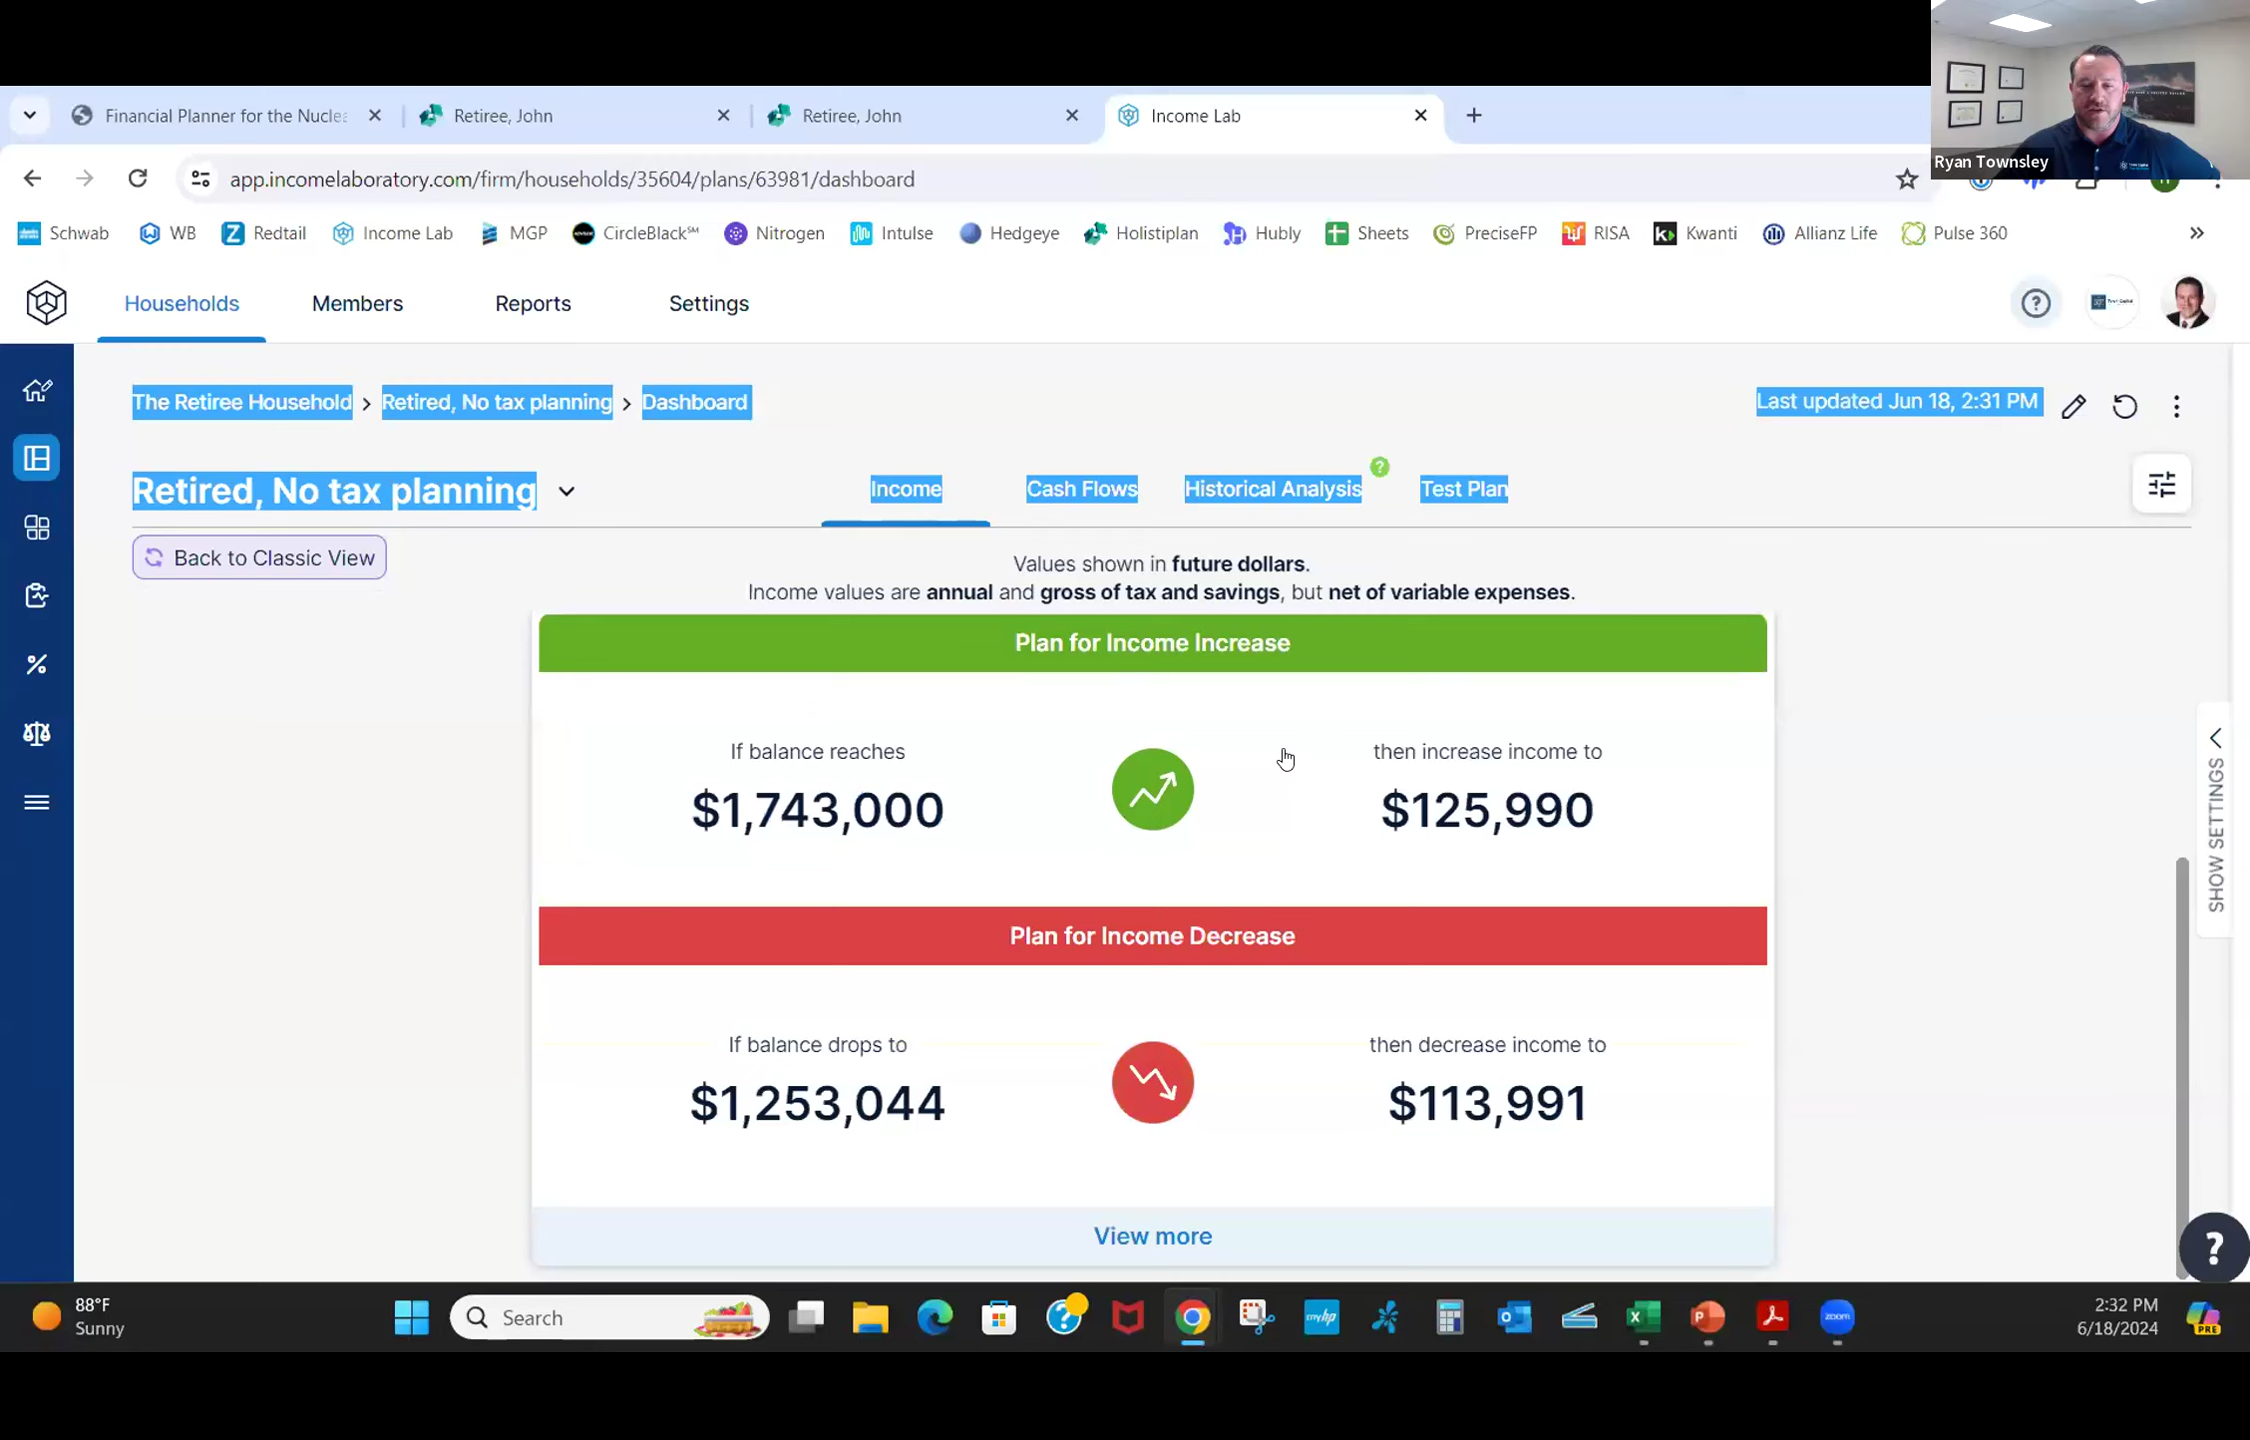 Ryan Townsley
Financial Planner for the Nuclea
Retiree, John
Retiree, John
Income Lab
app.incomelaboratory.com/firm/households/35604/plans/63981/dashboard
Schwab
WB
Redtail
Income Lab
MGP
CircleBlack℠
Nitrogen
Intulse
Hedgeye
Holistiplan
Hubly
Sheets
PreciseFP
RISA
Kwanti
Allianz Life
Pulse 360
Households
Members
Reports
Settings
The Retiree Household > Retired, No tax planning > Dashboard
Last updated Jun 18, 2:31 PM
Retired, No tax planning
Income
Cash Flows
Historical Analysis
?
Test Plan
Back to Classic View
Values shown in future dollars.
Income values are annual and gross of tax and savings, but net of variable expenses.
Plan for Income Increase
If balance reaches
$1,743,000
then increase income to
$125,990
Plan for Income Decrease
If balance drops to
$1,253,044
then decrease income to
$113,991
View more
SHOW SETTINGS
?
88°F
Sunny
Search
myhp
zoom
2:32 PM
6/18/2024
PRE